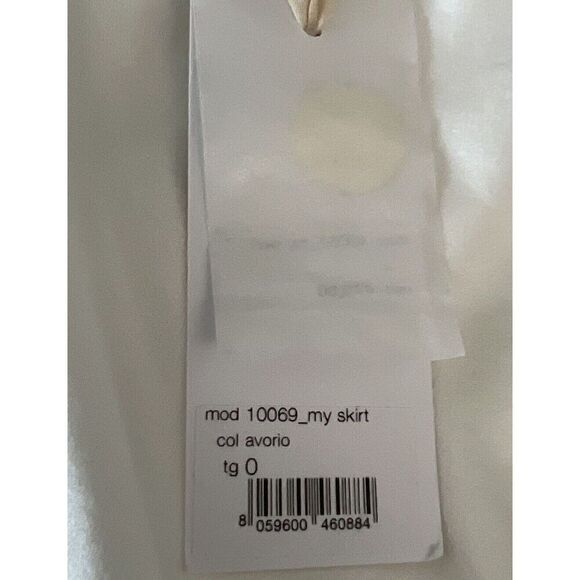 mod 10069_my skirt
col avorio
tg 0
8 059600 460884